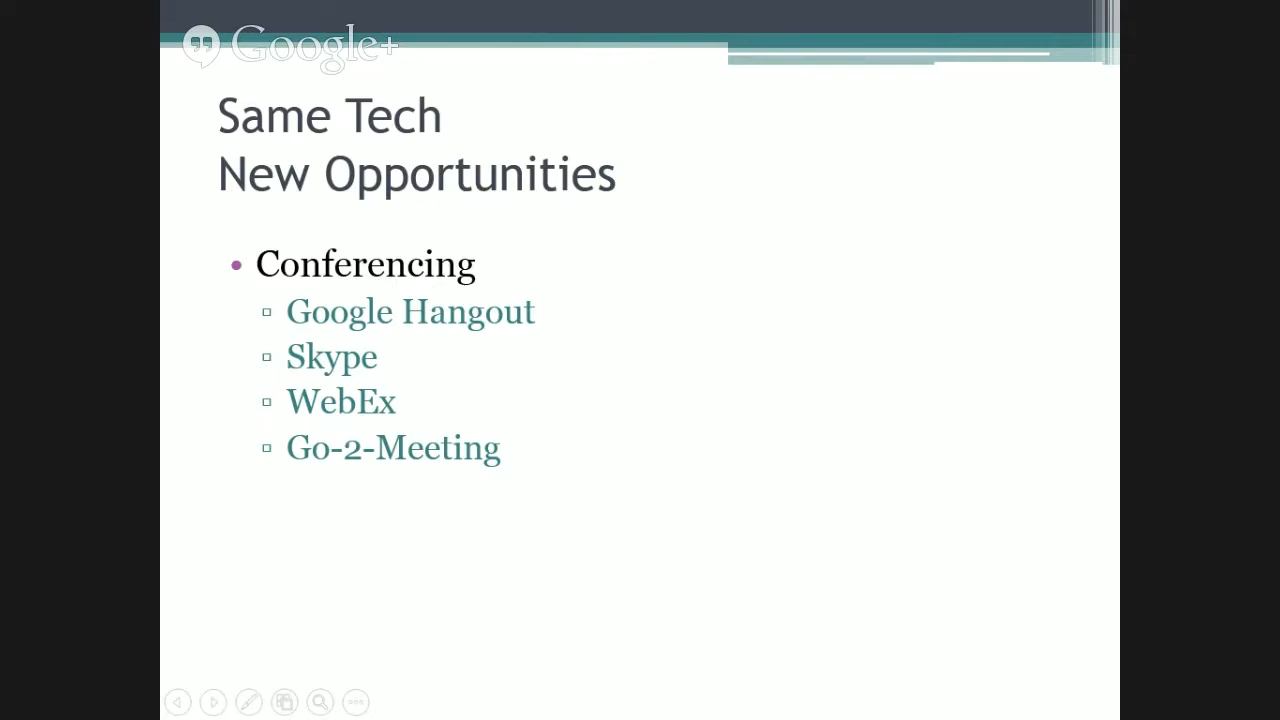 Google+
Same Tech
New Opportunities
• Conferencing
▫ Google Hangout
▫ Skype
▫ WebEx
▫ Go-2-Meeting